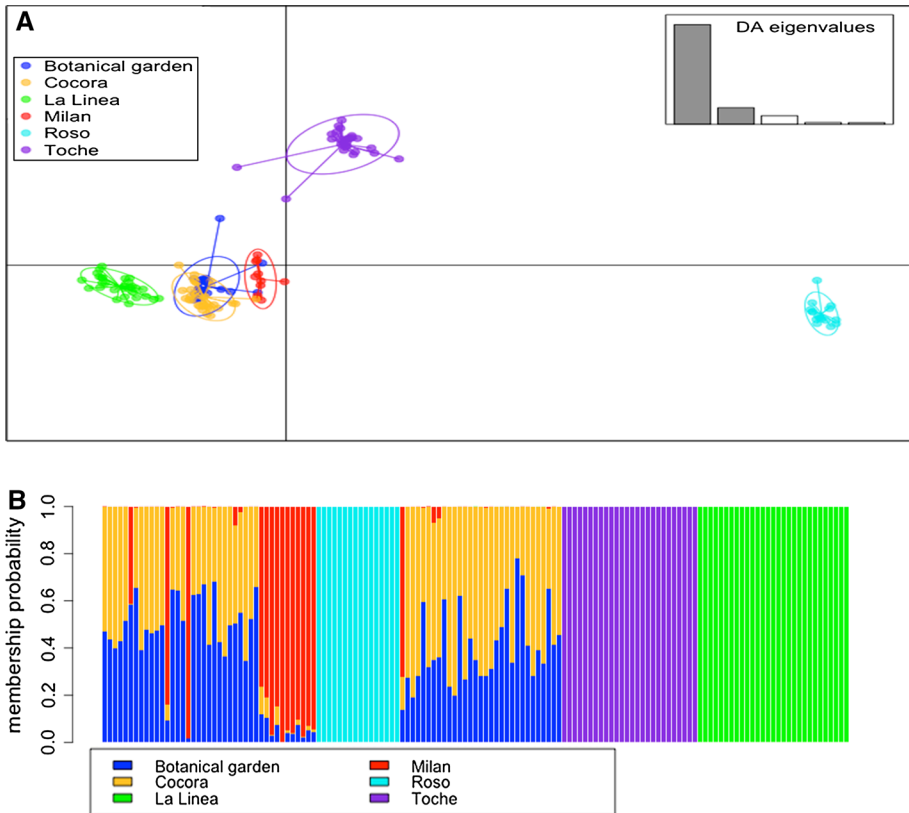 A
DA eigenvalues
Botanical garden
Cocora
La Linea
Milan
Roso
Toche
B
membership probability
1.0
0.8
0.6
0.4
0.2
0.0
Botanical garden
Milan
Cocora
Roso
La Linea
Toche